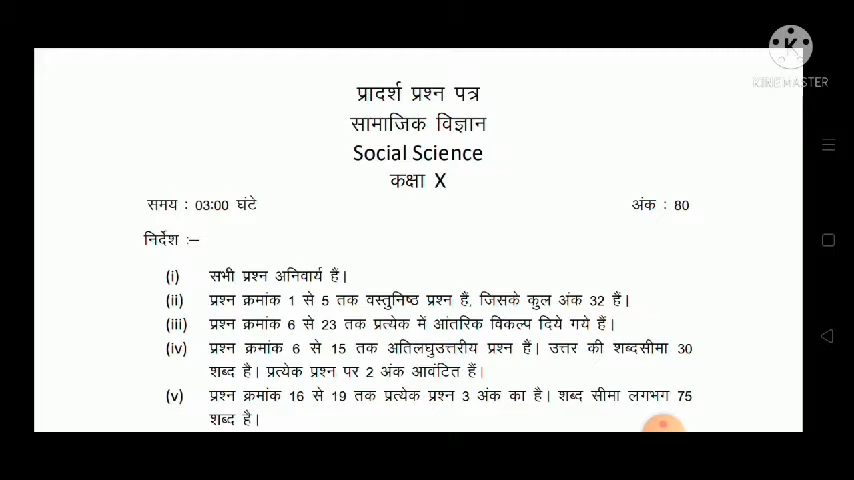 प्रादर्श प्रश्न पत्र
सामाजिक विज्ञान
Social Science
कक्षा X
समय : 03:00 घंटे अंक : 80
निर्देश :–
(i) सभी प्रश्न अनिवार्य हैं।
(ii) प्रश्न क्रमांक 1 से 5 तक वस्तुनिष्ठ प्रश्न हैं, जिसके कुल अंक 32 हैं।
(iii) प्रश्न क्रमांक 6 से 23 तक प्रत्येक में आंतरिक विकल्प दिये गये हैं।
(iv) प्रश्न क्रमांक 6 से 15 तक अतिलघुउत्तरीय प्रश्न हैं। उत्तर की शब्दसीमा 30
शब्द है। प्रत्येक प्रश्न पर 2 अंक आवंटित हैं।
(v) प्रश्न क्रमांक 16 से 19 तक प्रत्येक प्रश्न 3 अंक का है। शब्द सीमा लगभग 75
शब्द है।
K
KINEMASTER